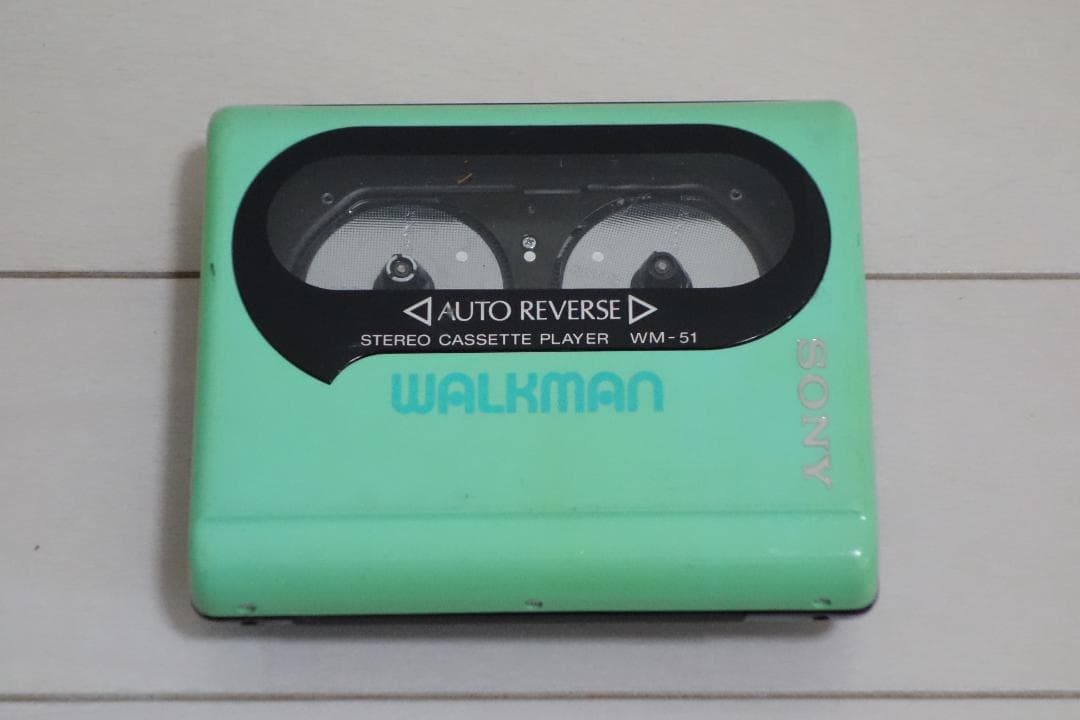 ◁ AUTO REVERSE ▷
STEREO CASSETTE PLAYER WM-51
WALKMAN
SONY